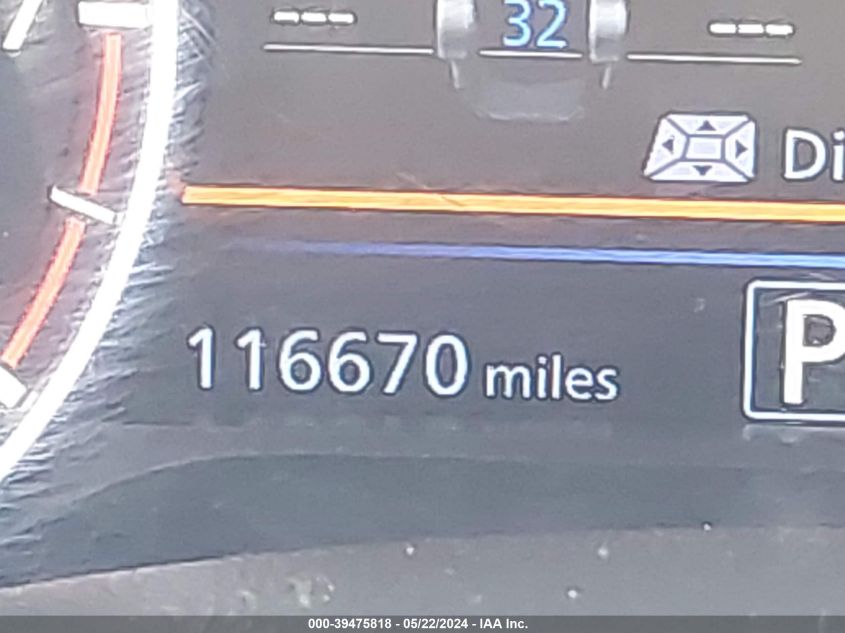 --- 32 ---
Di
116670 miles P
000-39475818 - 05/22/2024 - IAA Inc.